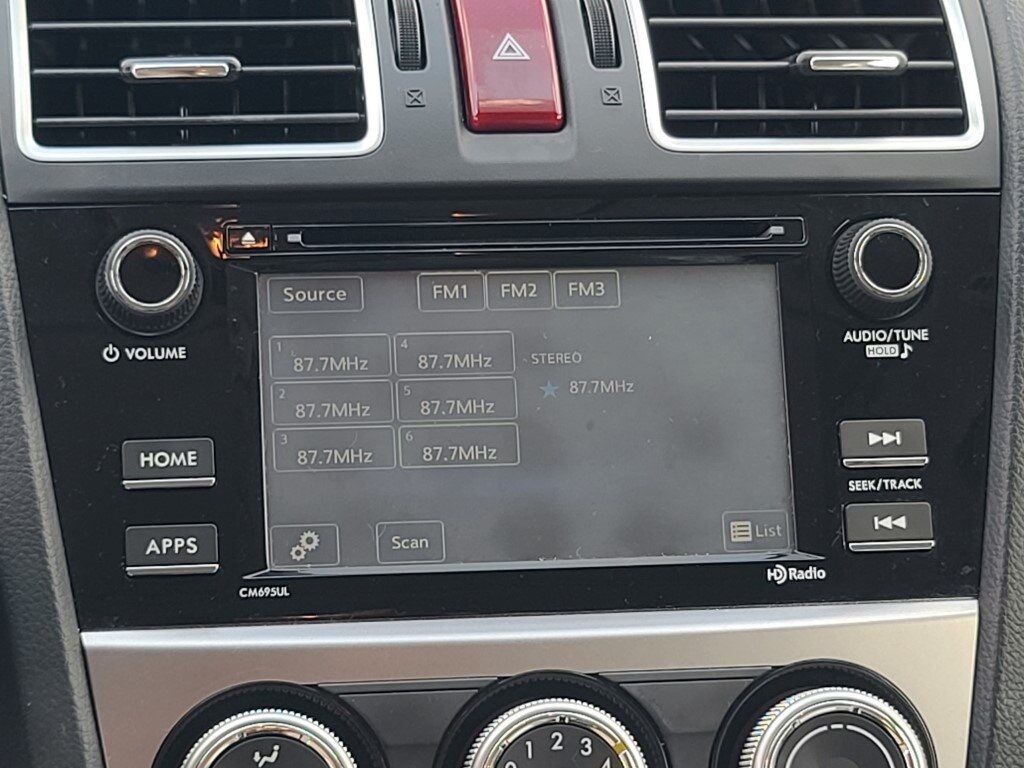 Source FM1 FM2 FM3
1 87.7MHz 4 87.7MHz STEREO
2 87.7MHz 5 87.7MHz 87.7MHz
3 87.7MHz 6 87.7MHz
Scan List
VOLUME
HOME
APPS
CM695UL
AUDIO/TUNE
HOLD
SEEK/TRACK
HD Radio
1 2 3